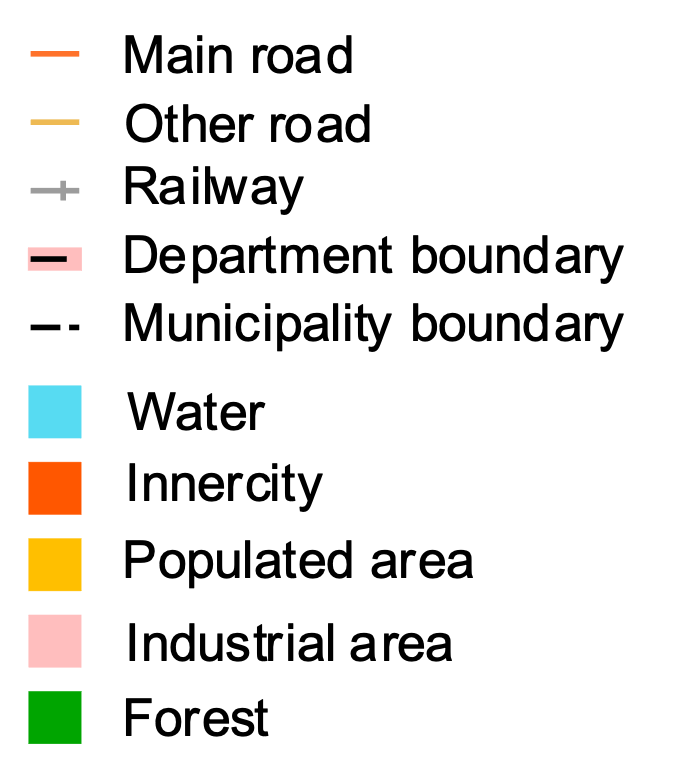 Main road
Other road
Railway
Department boundary
Municipality boundary
Water
Innercity
Populated area
Industrial area
Forest